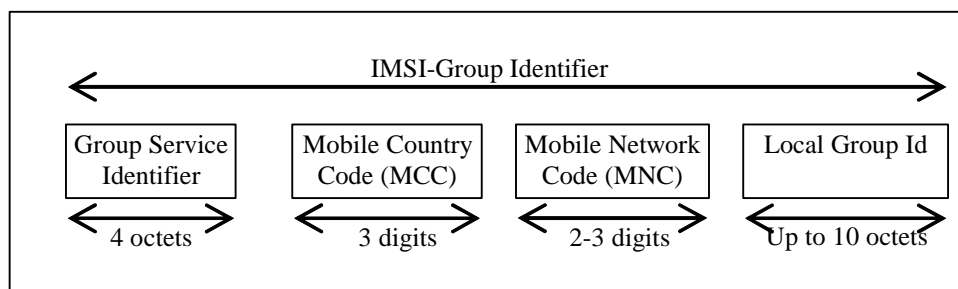 IMSI-Group Identifier
Group Service
Identifier
Mobile Country
Code (MCC)
Mobile Network
Code (MNC)
Local Group Id
4 octets
3 digits
2-3 digits
Up to 10 octets